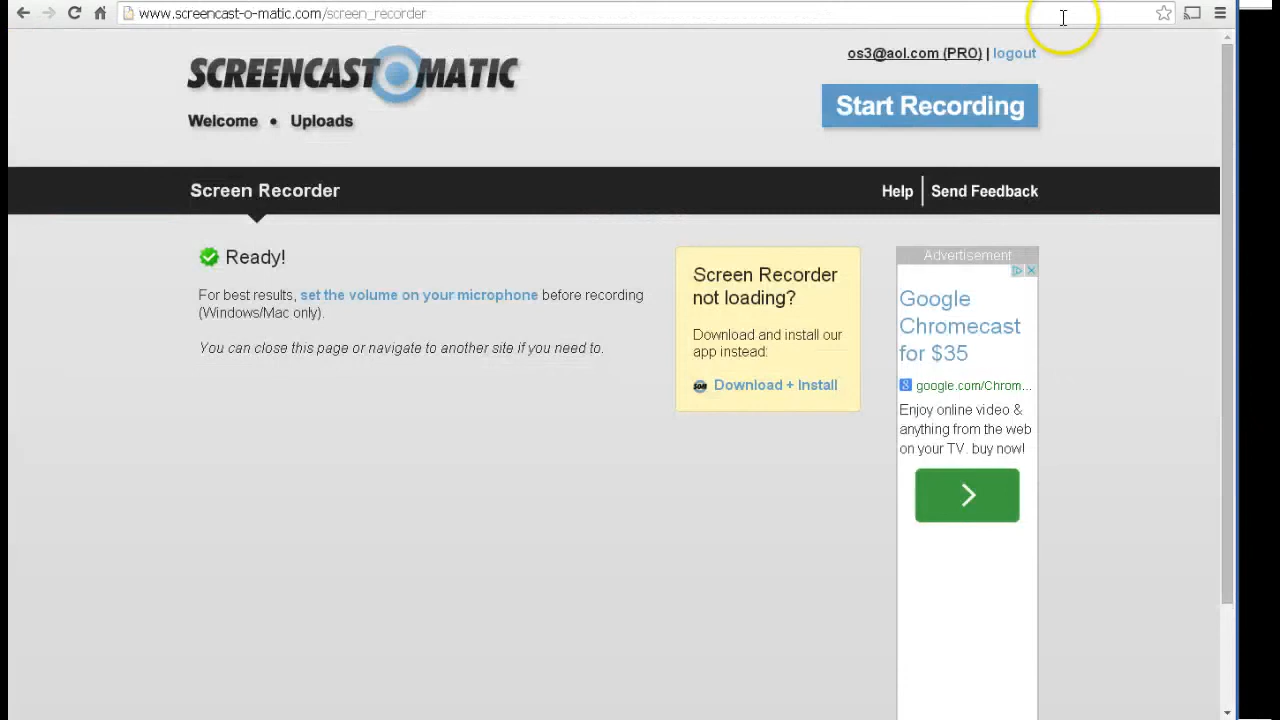 www.screencast-o-matic.com/screen_recorder
os3@aol.com (PRO) | logout
SCREENCAST O MATIC
Start Recording
Welcome • Uploads
Screen Recorder
Help | Send Feedback
Ready!
For best results, set the volume on your microphone before recording
(Windows/Mac only).
You can close this page or navigate to another site if you need to.
Screen Recorder
not loading?
Download and install our
app instead:
SOM Download + Install
Advertisement
Google
Chromecast
for $35
8 google.com/Chrom...
Enjoy online video &
anything from the web
on your TV. buy now!